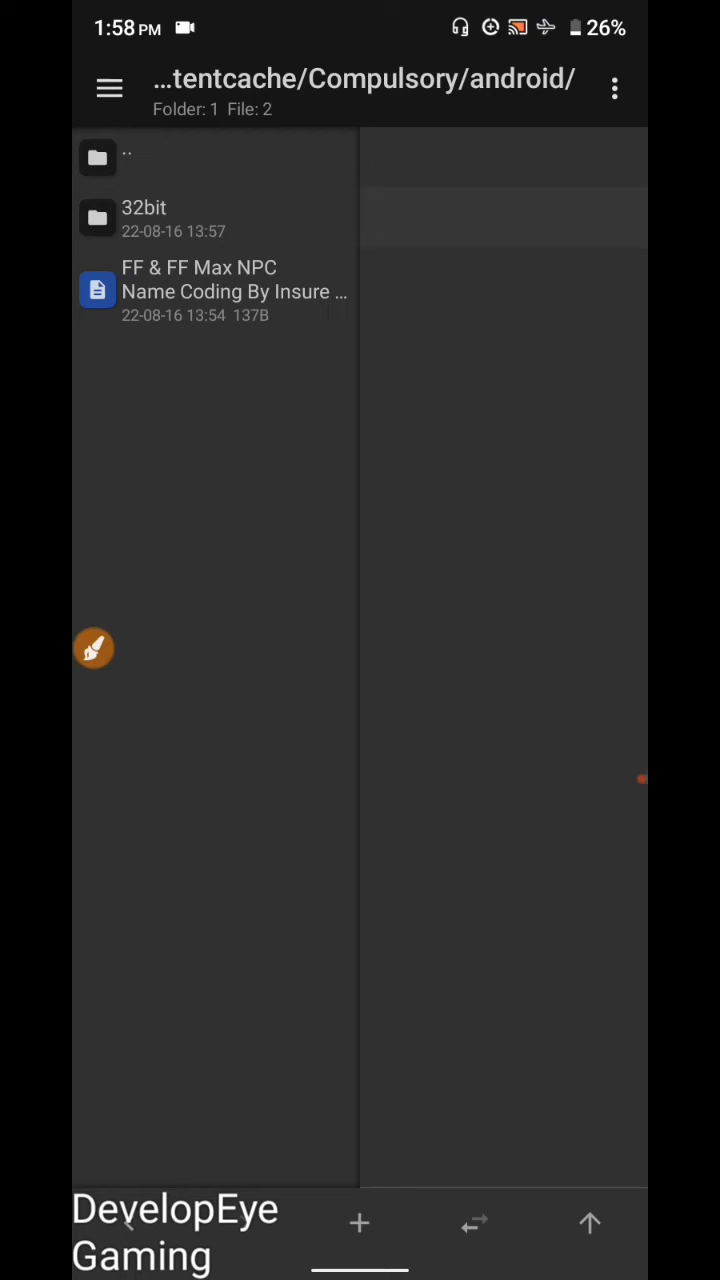 1:58 PM
26%
…tentcache/Compulsory/android/
Folder: 1 File: 2
..
32bit
22-08-16 13:57
FF & FF Max NPC
Name Coding By Insure ...
22-08-16 13:54 137B
DevelopEye
Gaming